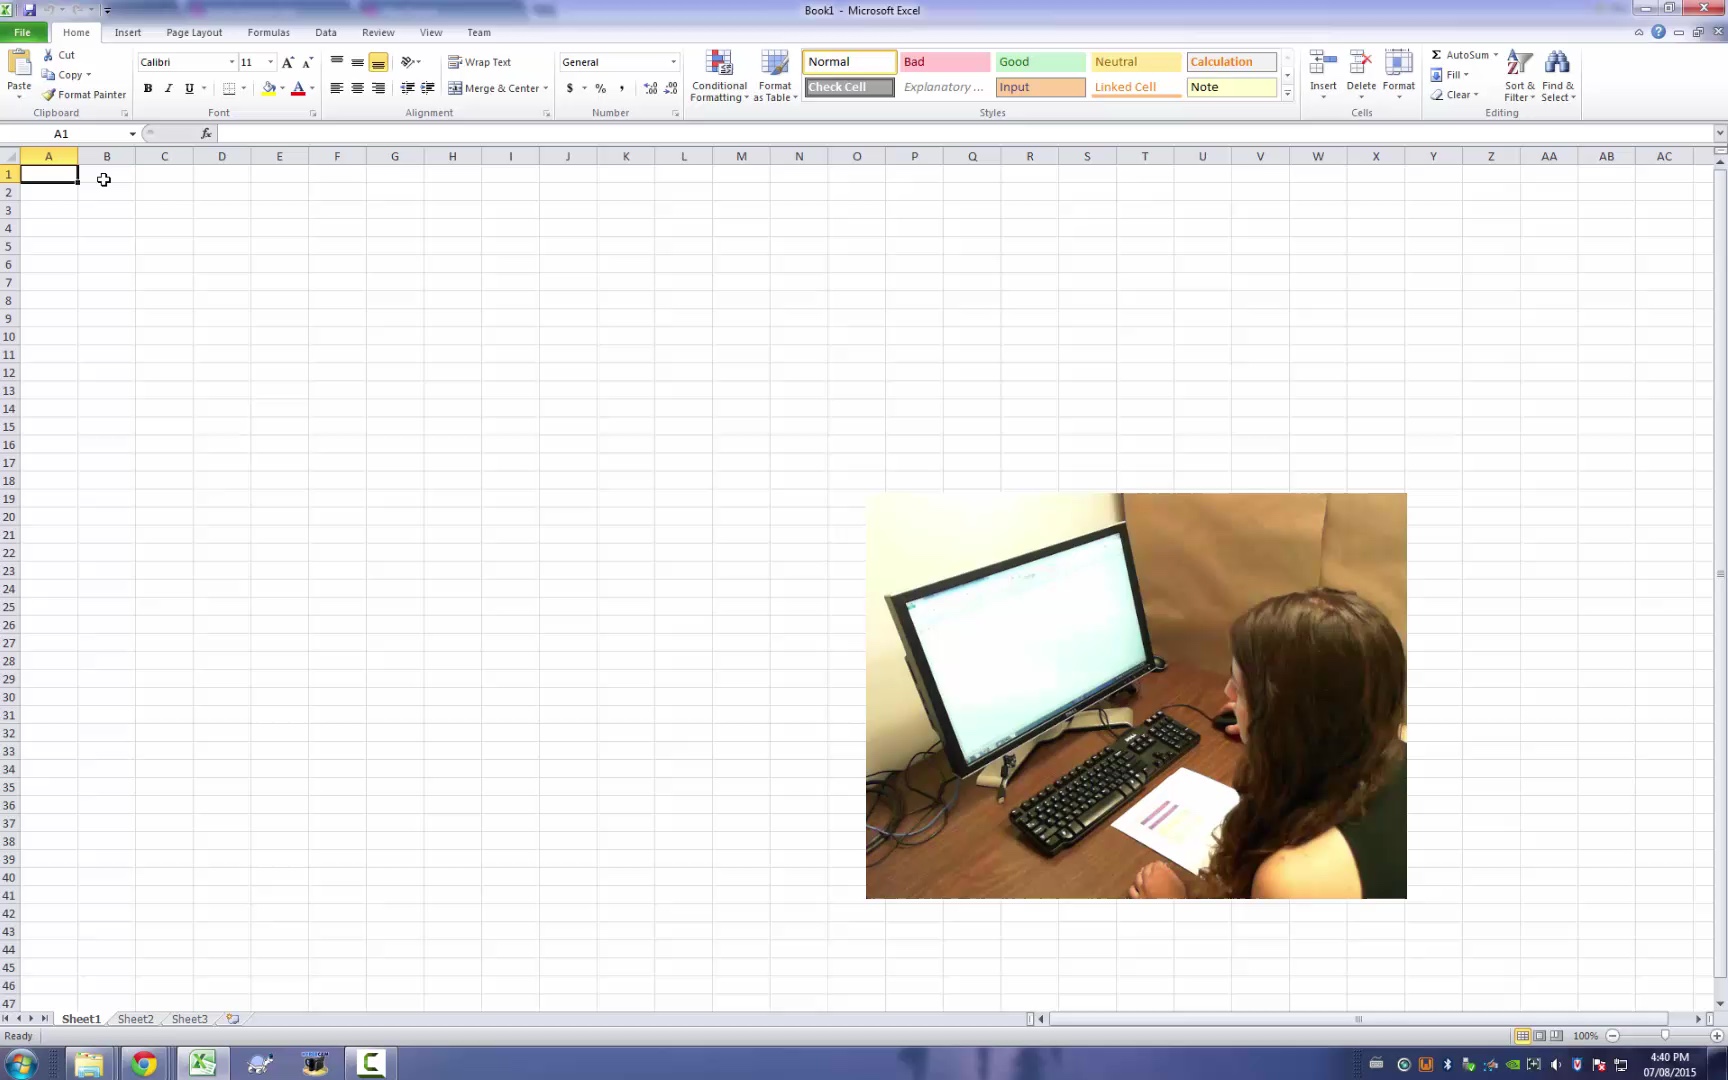 Book1 - Microsoft Excel
File Home Insert Page Layout Formulas Data Review View Team
Paste
Cut
Copy
Format Painter
Clipboard
Calibri 11
B I U
Font
Wrap Text
Merge & Center
Alignment
General
$ % ,
Number
Conditional Formatting
Format as Table
Normal Bad Good Neutral Calculation
Check Cell Explanatory ... Input Linked Cell Note
Styles
Insert Delete Format
Cells
AutoSum
Fill
Clear
Sort & Filter
Find & Select
Editing
A1 fx
A B C D E F G H I J K L M N O P Q R S T U V W X Y Z AA AB AC
1
2
3
4
5
6
7
8
9
10
11
12
13
14
15
16
17
18
19
20
21
22
23
24
25
26
27
28
29
30
31
32
33
34
35
36
37
38
39
40
41
42
43
44
45
46
47
Sheet1 Sheet2 Sheet3
Ready 100%
4:40 PM
07/08/2015